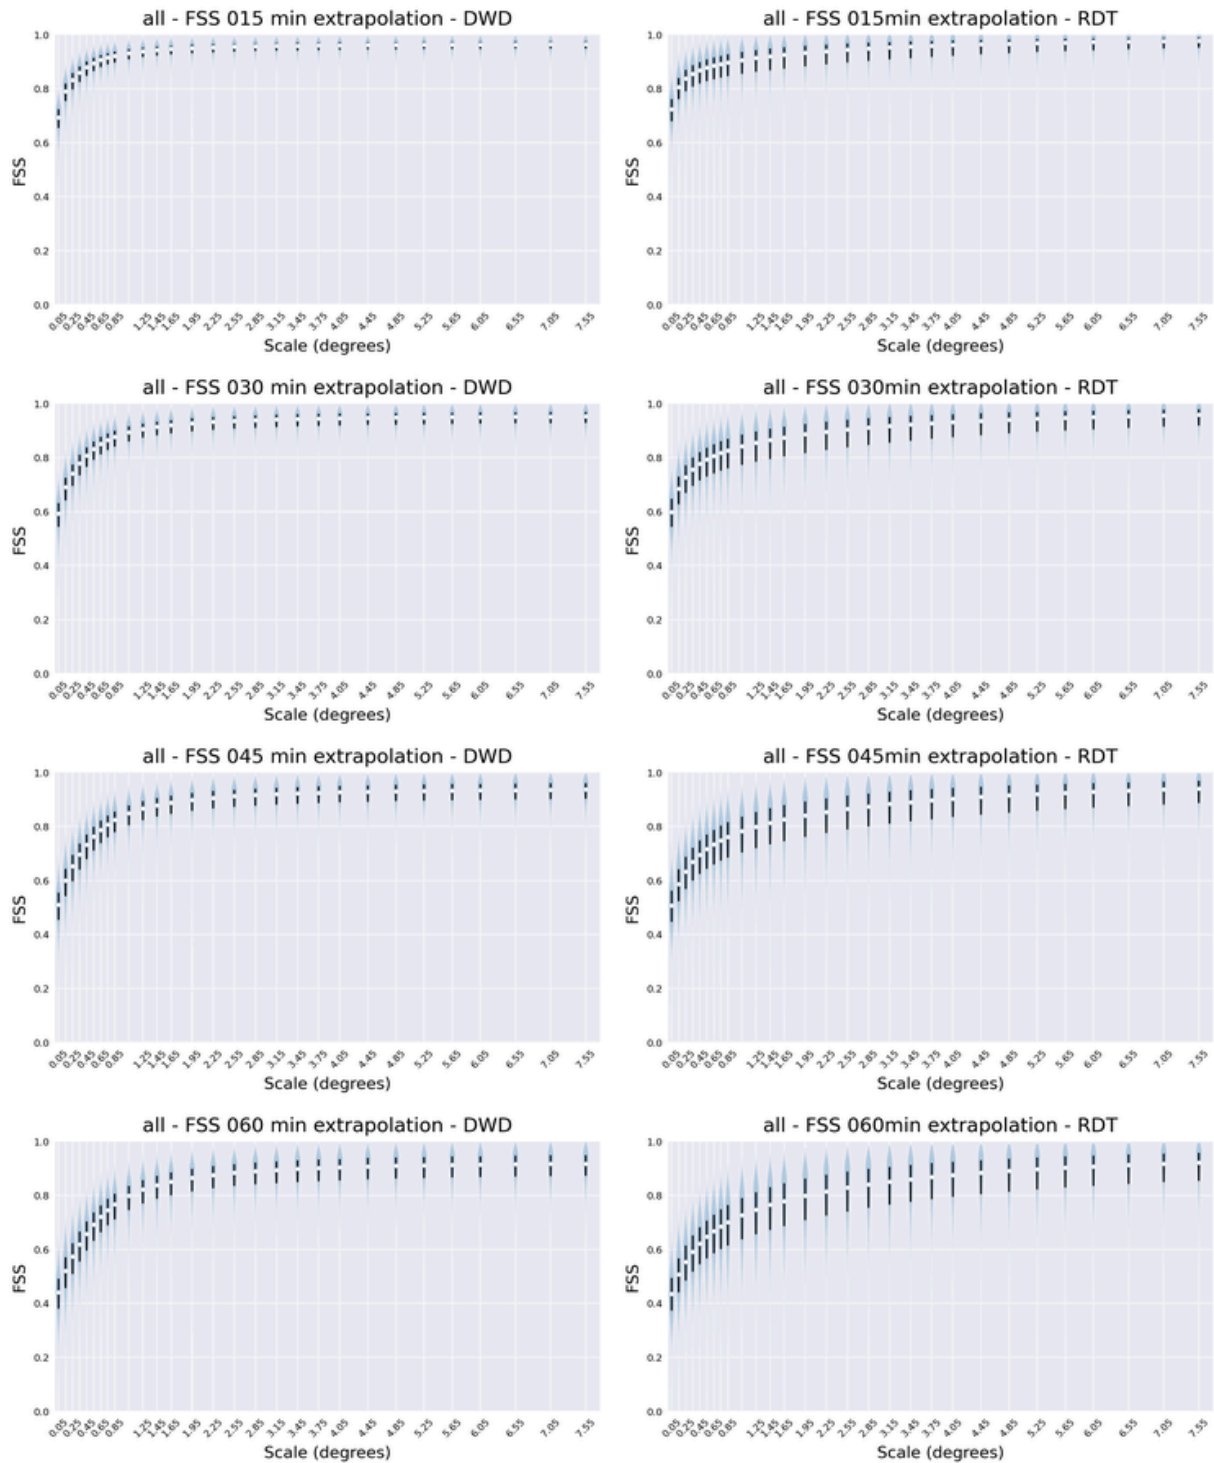 all - FSS 015 min extrapolation - DWD
FSS
1.0
0.8
0.6
0.4
0.2
0.0
0.05 0.25 0.45 0.65 0.85 1.25 1.45 1.65 1.95 2.25 2.55 2.85 3.15 3.45 3.75 4.05 4.45 4.85 5.25 5.65 6.05 6.55 7.05 7.55
Scale (degrees)
all - FSS 015min extrapolation - RDT
FSS
1.0
0.8
0.6
0.4
0.2
0.0
0.05 0.25 0.45 0.65 0.85 1.25 1.45 1.65 1.95 2.25 2.55 2.85 3.15 3.45 3.75 4.05 4.45 4.85 5.25 5.65 6.05 6.55 7.05 7.55
Scale (degrees)
all - FSS 030 min extrapolation - DWD
FSS
1.0
0.8
0.6
0.4
0.2
0.0
0.05 0.25 0.45 0.65 0.85 1.25 1.45 1.65 1.95 2.25 2.55 2.85 3.15 3.45 3.75 4.05 4.45 4.85 5.25 5.65 6.05 6.55 7.05 7.55
Scale (degrees)
all - FSS 030min extrapolation - RDT
FSS
1.0
0.8
0.6
0.4
0.2
0.0
0.05 0.25 0.45 0.65 0.85 1.25 1.45 1.65 1.95 2.25 2.55 2.85 3.15 3.45 3.75 4.05 4.45 4.85 5.25 5.65 6.05 6.55 7.05 7.55
Scale (degrees)
all - FSS 045 min extrapolation - DWD
FSS
1.0
0.8
0.6
0.4
0.2
0.0
0.05 0.25 0.45 0.65 0.85 1.25 1.45 1.65 1.95 2.25 2.55 2.85 3.15 3.45 3.75 4.05 4.45 4.85 5.25 5.65 6.05 6.55 7.05 7.55
Scale (degrees)
all - FSS 045min extrapolation - RDT
FSS
1.0
0.8
0.6
0.4
0.2
0.0
0.05 0.25 0.45 0.65 0.85 1.25 1.45 1.65 1.95 2.25 2.55 2.85 3.15 3.45 3.75 4.05 4.45 4.85 5.25 5.65 6.05 6.55 7.05 7.55
Scale (degrees)
all - FSS 060 min extrapolation - DWD
FSS
1.0
0.8
0.6
0.4
0.2
0.0
0.05 0.25 0.45 0.65 0.85 1.25 1.45 1.65 1.95 2.25 2.55 2.85 3.15 3.45 3.75 4.05 4.45 4.85 5.25 5.65 6.05 6.55 7.05 7.55
Scale (degrees)
all - FSS 060min extrapolation - RDT
FSS
1.0
0.8
0.6
0.4
0.2
0.0
0.05 0.25 0.45 0.65 0.85 1.25 1.45 1.65 1.95 2.25 2.55 2.85 3.15 3.45 3.75 4.05 4.45 4.85 5.25 5.65 6.05 6.55 7.05 7.55
Scale (degrees)